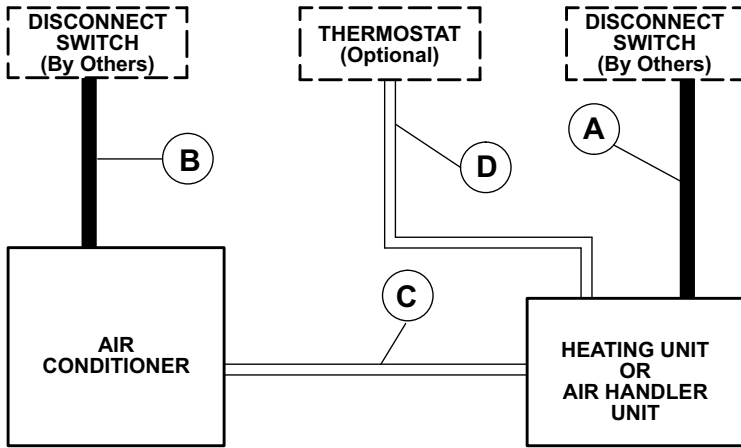 DISCONNECT
SWITCH
(By Others)
THERMOSTAT
(Optional)
DISCONNECT
SWITCH
(By Others)
B
D
A
C
AIR
CONDITIONER
HEATING UNIT
OR
AIR HANDLER
UNIT